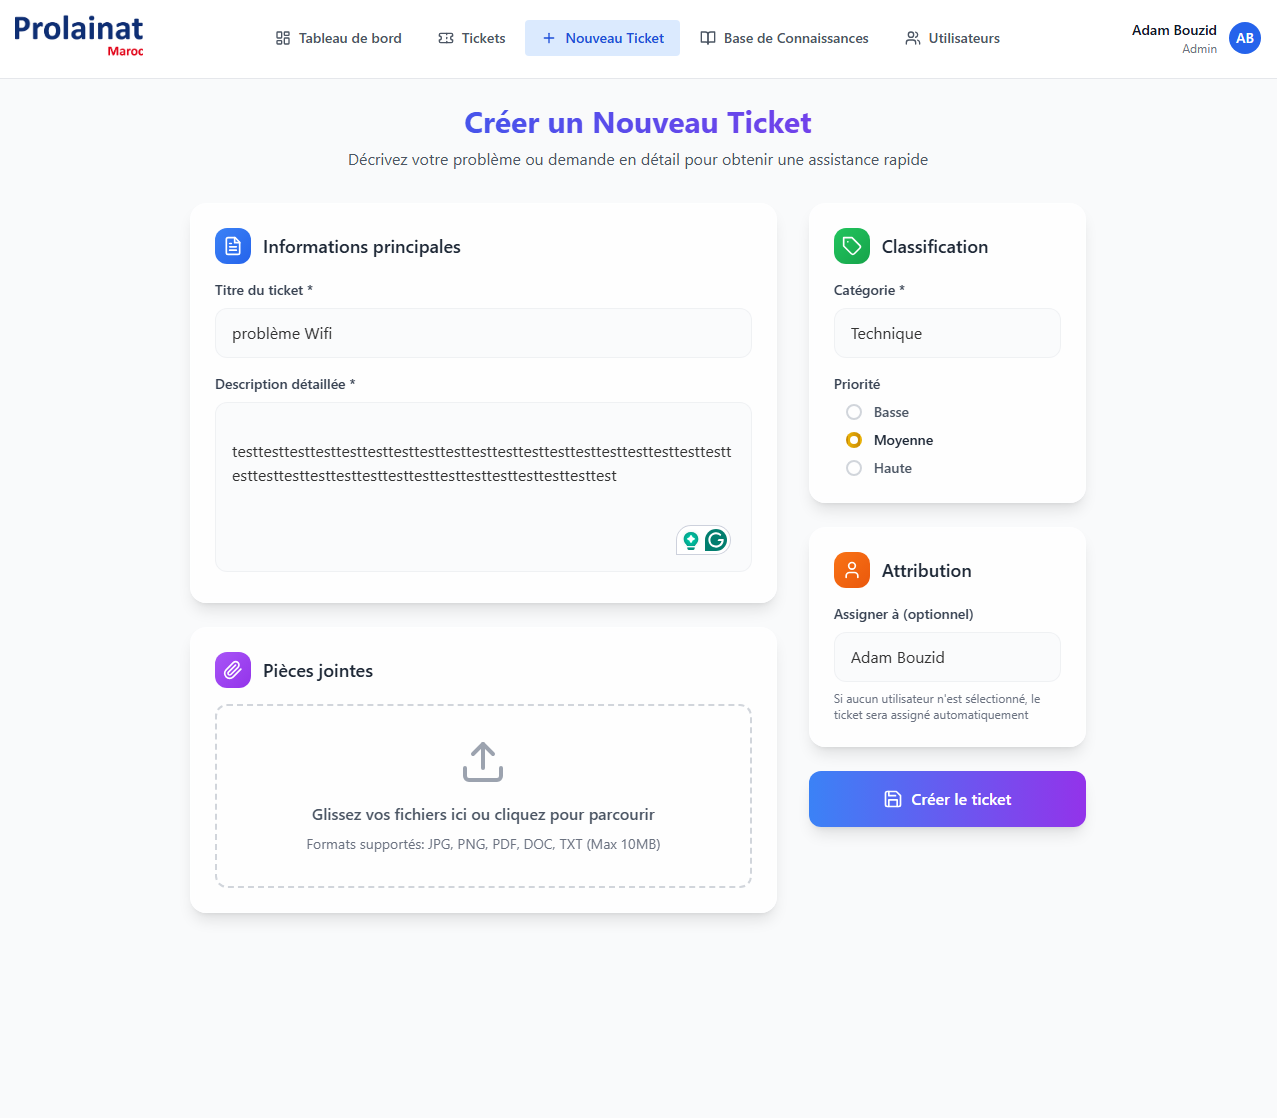 Prolainat
Maroc
Tableau de bord
Tickets
Nouveau Ticket
Base de Connaissances
Utilisateurs
Adam Bouzid
Admin
AB
Créer un Nouveau Ticket
Décrivez votre problème ou demande en détail pour obtenir une assistance rapide
Informations principales
Titre du ticket *
problème Wifi
Description détaillée *
testtesttesttesttesttesttesttesttesttesttesttesttesttesttesttesttesttesttestt
esttesttesttesttesttesttesttesttesttesttesttesttesttesttest
Pièces jointes
Glissez vos fichiers ici ou cliquez pour parcourir
Formats supportés: JPG, PNG, PDF, DOC, TXT (Max 10MB)
Classification
Catégorie *
Technique
Priorité
Basse
Moyenne
Haute
Attribution
Assigner à (optionnel)
Adam Bouzid
Si aucun utilisateur n'est sélectionné, le
ticket sera assigné automatiquement
Créer le ticket